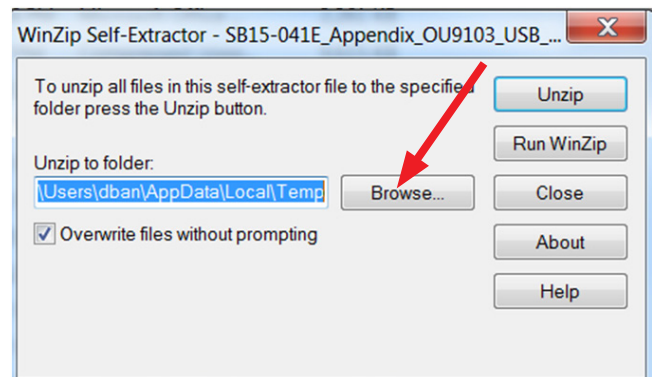 WinZip Self-Extractor - SB15-041E_Appendix_OU9103_USB_...
To unzip all files in this self-extractor file to the specified
folder press the Unzip button.
Unzip to folder:
\Users\dban\AppData\Local\Temp
Browse...
Overwrite files without prompting
Unzip
Run WinZip
Close
About
Help